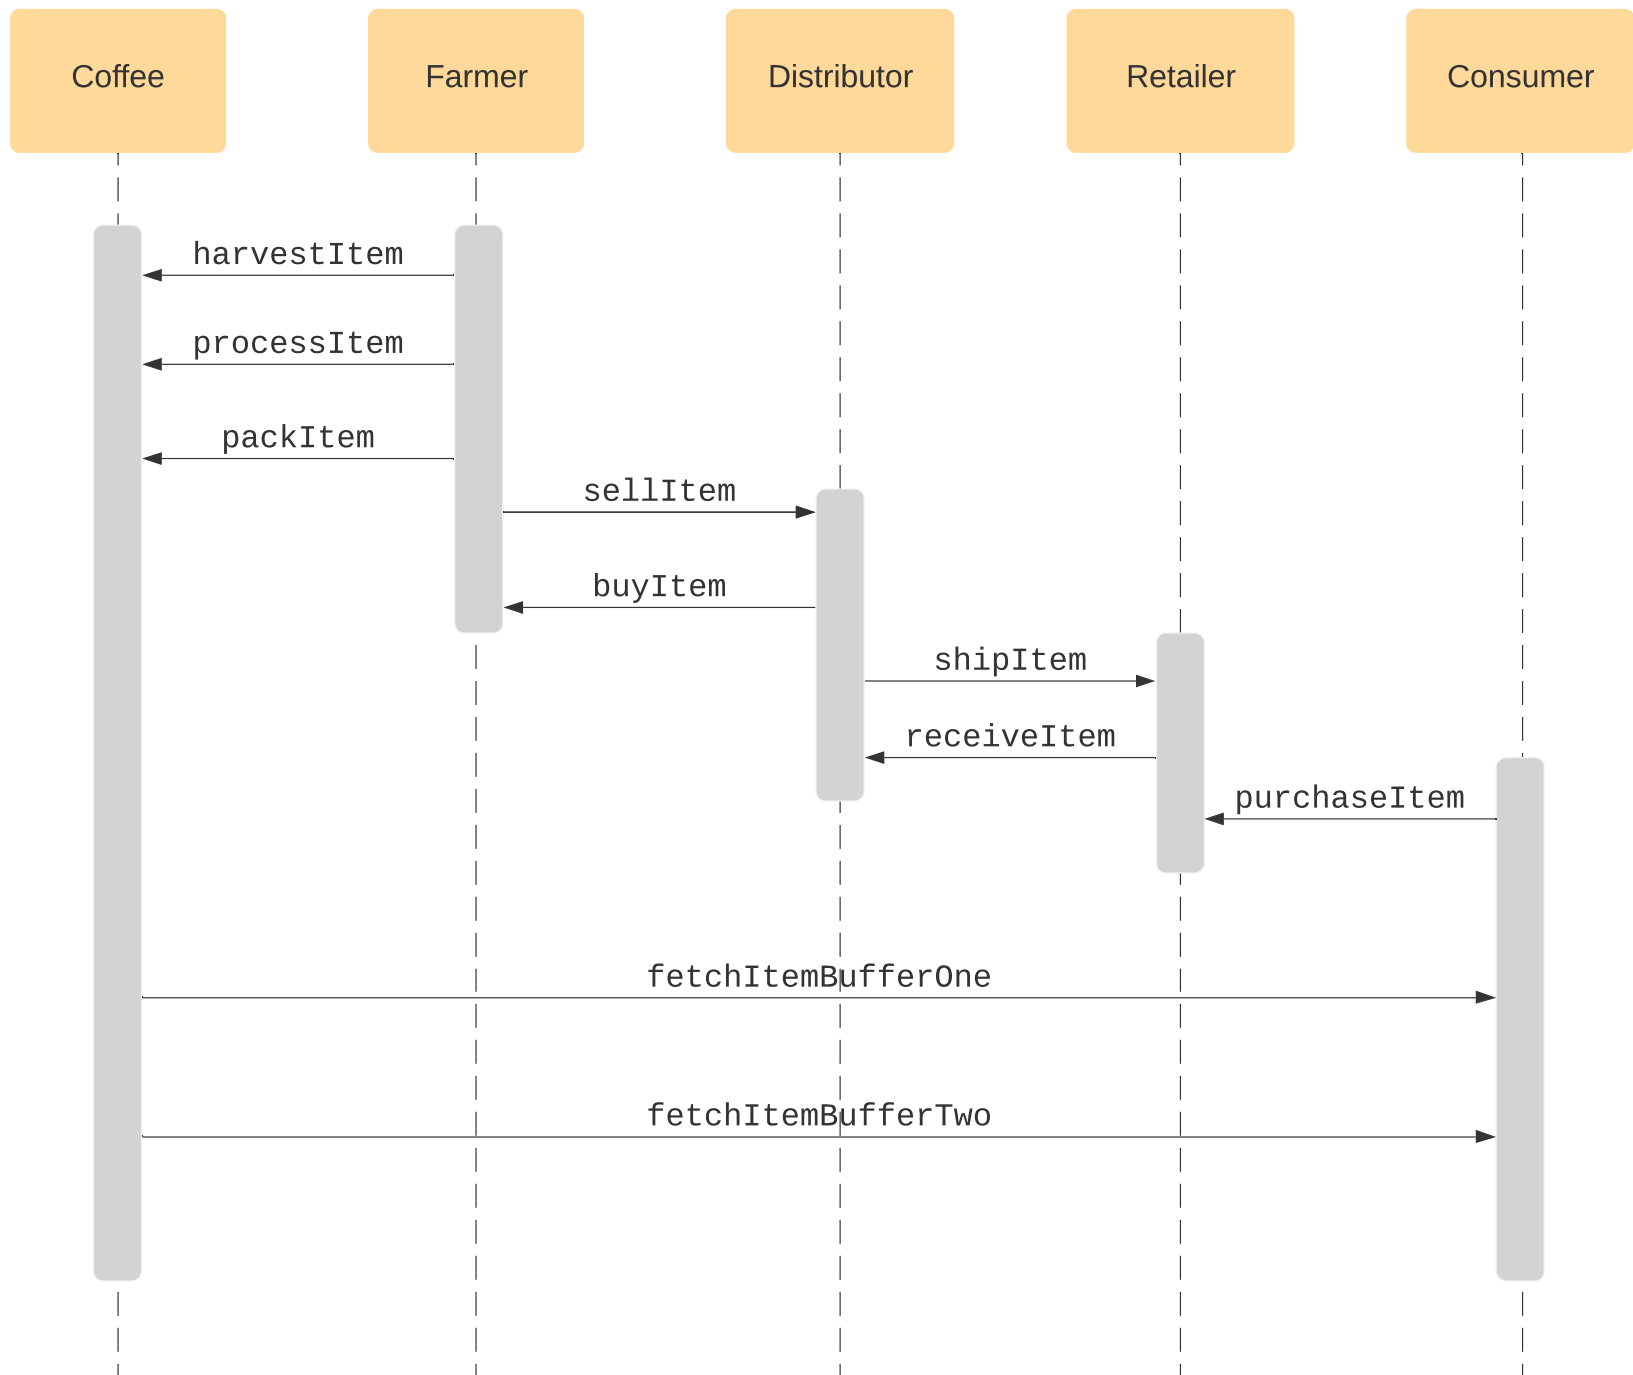 Coffee
Farmer
Distributor
Retailer
Consumer
harvestItem
processItem
packItem
sellItem
buyItem
shipItem
receiveItem
purchaseItem
fetchItemBufferOne
fetchItemBufferTwo